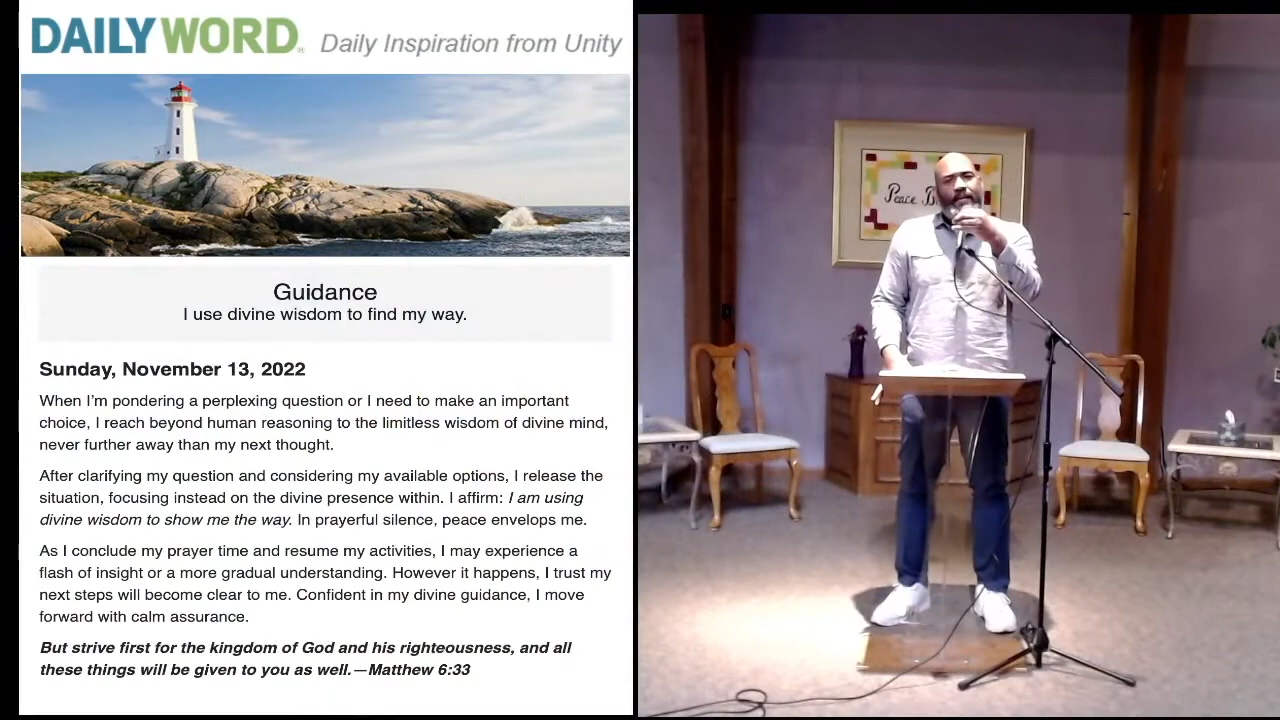 DAILY WORD® Daily Inspiration from Unity
Guidance
I use divine wisdom to find my way.
Sunday, November 13, 2022
When I'm pondering a perplexing question or I need to make an important
choice, I reach beyond human reasoning to the limitless wisdom of divine mind,
never further away than my next thought.
After clarifying my question and considering my available options, I release the
situation, focusing instead on the divine presence within. I affirm: I am using
divine wisdom to show me the way. In prayerful silence, peace envelops me.
As I conclude my prayer time and resume my activities, I may experience a
flash of insight or a more gradual understanding. However it happens, I trust my
next steps will become clear to me. Confident in my divine guidance, I move
forward with calm assurance.
But strive first for the kingdom of God and his righteousness, and all
these things will be given to you as well.—Matthew 6:33
Peace